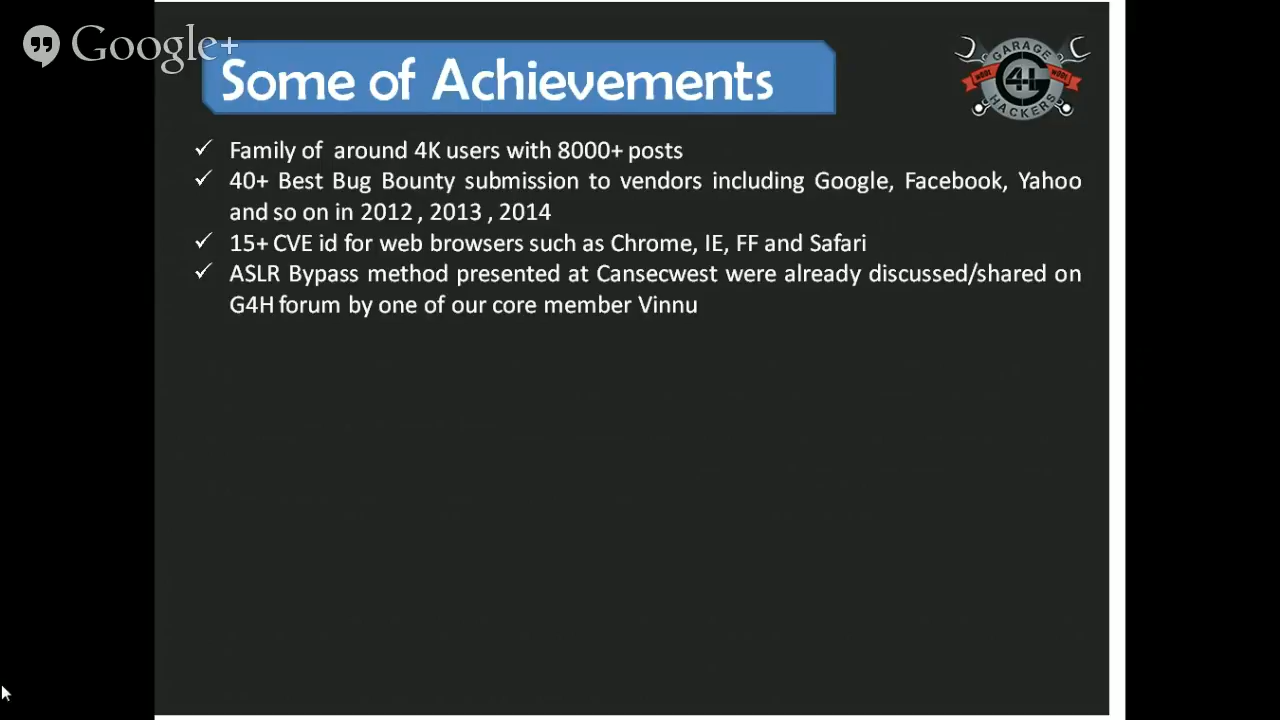 Google+
Some of Achievements
GARAGE
4H
HACKERS
✓ Family of around 4K users with 8000+ posts
✓ 40+ Best Bug Bounty submission to vendors including Google, Facebook, Yahoo
and so on in 2012 , 2013 , 2014
✓ 15+ CVE id for web browsers such as Chrome, IE, FF and Safari
✓ ASLR Bypass method presented at Cansecwest were already discussed/shared on
G4H forum by one of our core member Vinnu